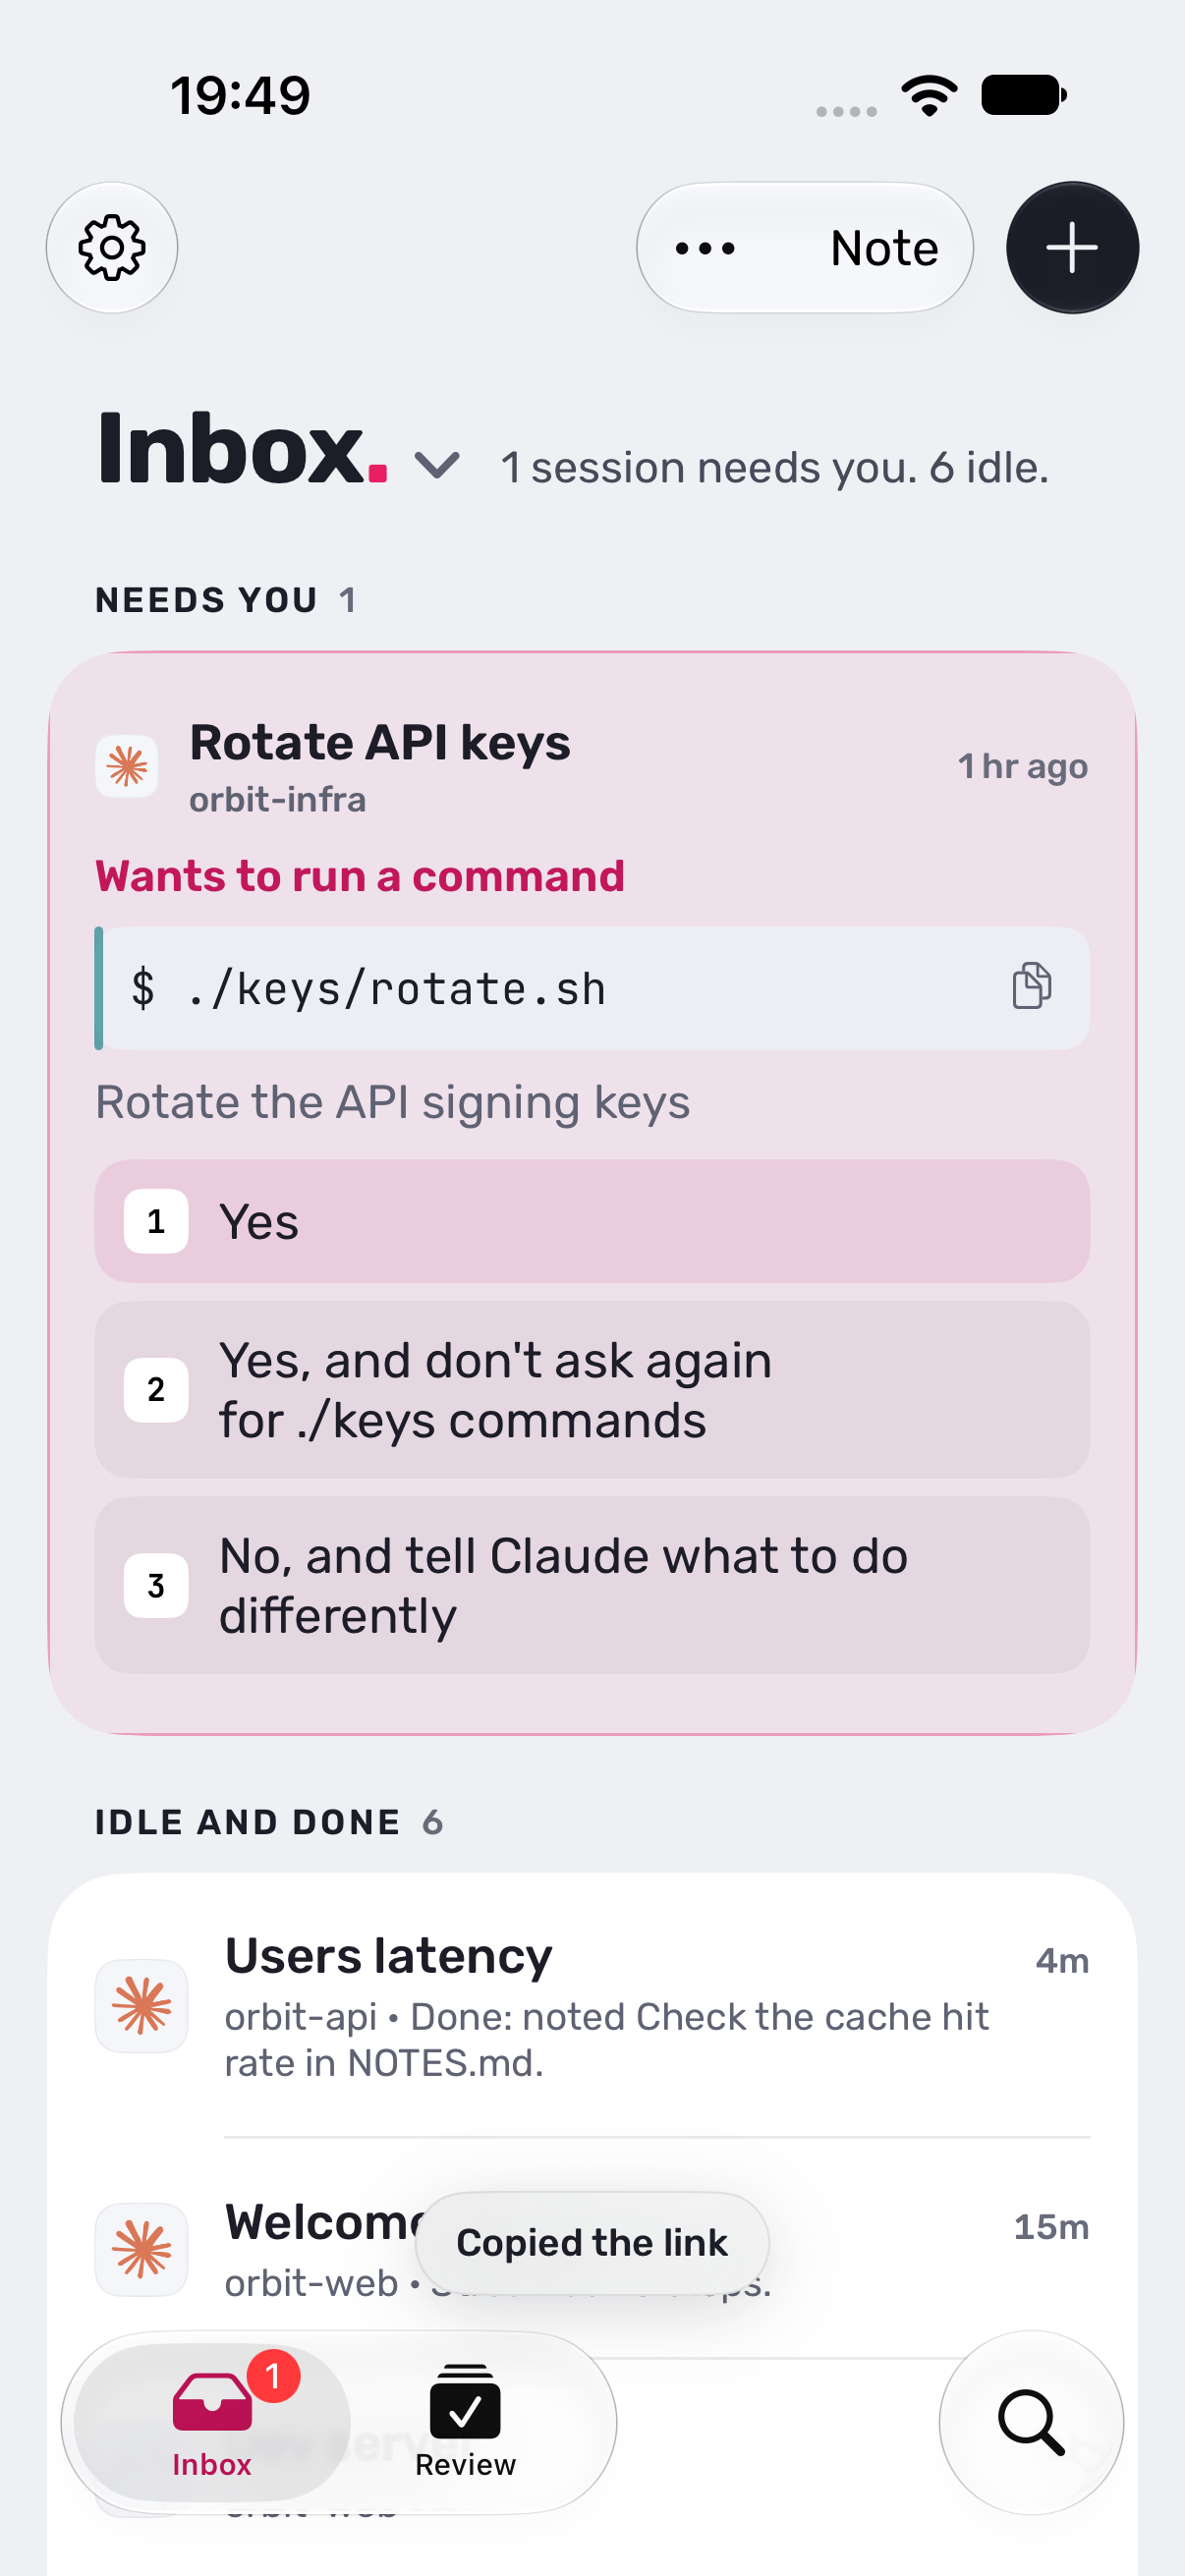 19:49
Note
Inbox.
1 session needs you. 6 idle.
NEEDS YOU 1
Rotate API keys
1 hr ago
orbit-infra
Wants to run a command
$ ./keys/rotate.sh
Rotate the API signing keys
1 Yes
2 Yes, and don't ask again
for ./keys commands
3 No, and tell Claude what to do
differently
IDLE AND DONE 6
Users latency
4m
orbit-api • Done: noted Check the cache hit
rate in NOTES.md.
Welcome
15m
Copied the link
orbit-web •
1
Inbox
Review
server
orbit-web